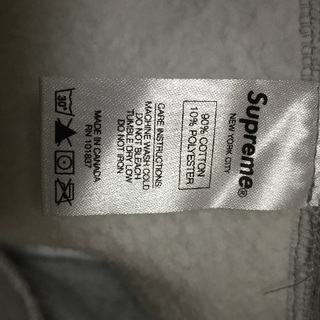 Supreme®
NEW YORK CITY
90% COTTON
10% POLYESTER
CARE INSTRUCTIONS:
MACHINE WASH COLD
DO NOT BLEACH
TUMBLE DRY LOW
DO NOT IRON
30°
MADE IN CANADA
RN 101837